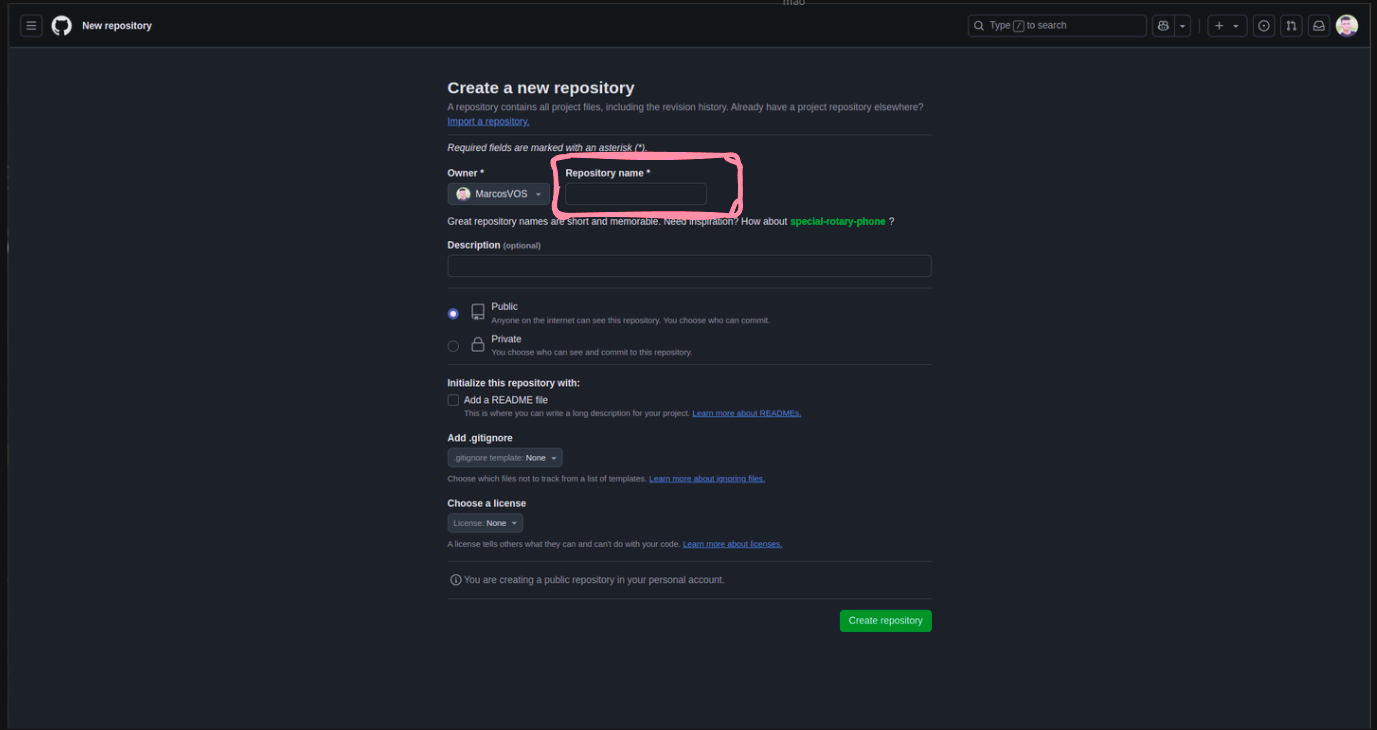 mao
New repository
Type / to search
Create a new repository
A repository contains all project files, including the revision history. Already have a project repository elsewhere?
Import a repository.
Required fields are marked with an asterisk (*).
Owner *
Repository name *
MarcosVOS
/
Great repository names are short and memorable. Need inspiration? How about special-rotary-phone ?
Description (optional)
Public
Anyone on the internet can see this repository. You choose who can commit.
Private
You choose who can see and commit to this repository.
Initialize this repository with:
Add a README file
This is where you can write a long description for your project. Learn more about READMEs.
Add .gitignore
.gitignore template: None
Choose which files not to track from a list of templates. Learn more about ignoring files.
Choose a license
License: None
A license tells others what they can and can't do with your code. Learn more about licenses.
You are creating a public repository in your personal account.
Create repository